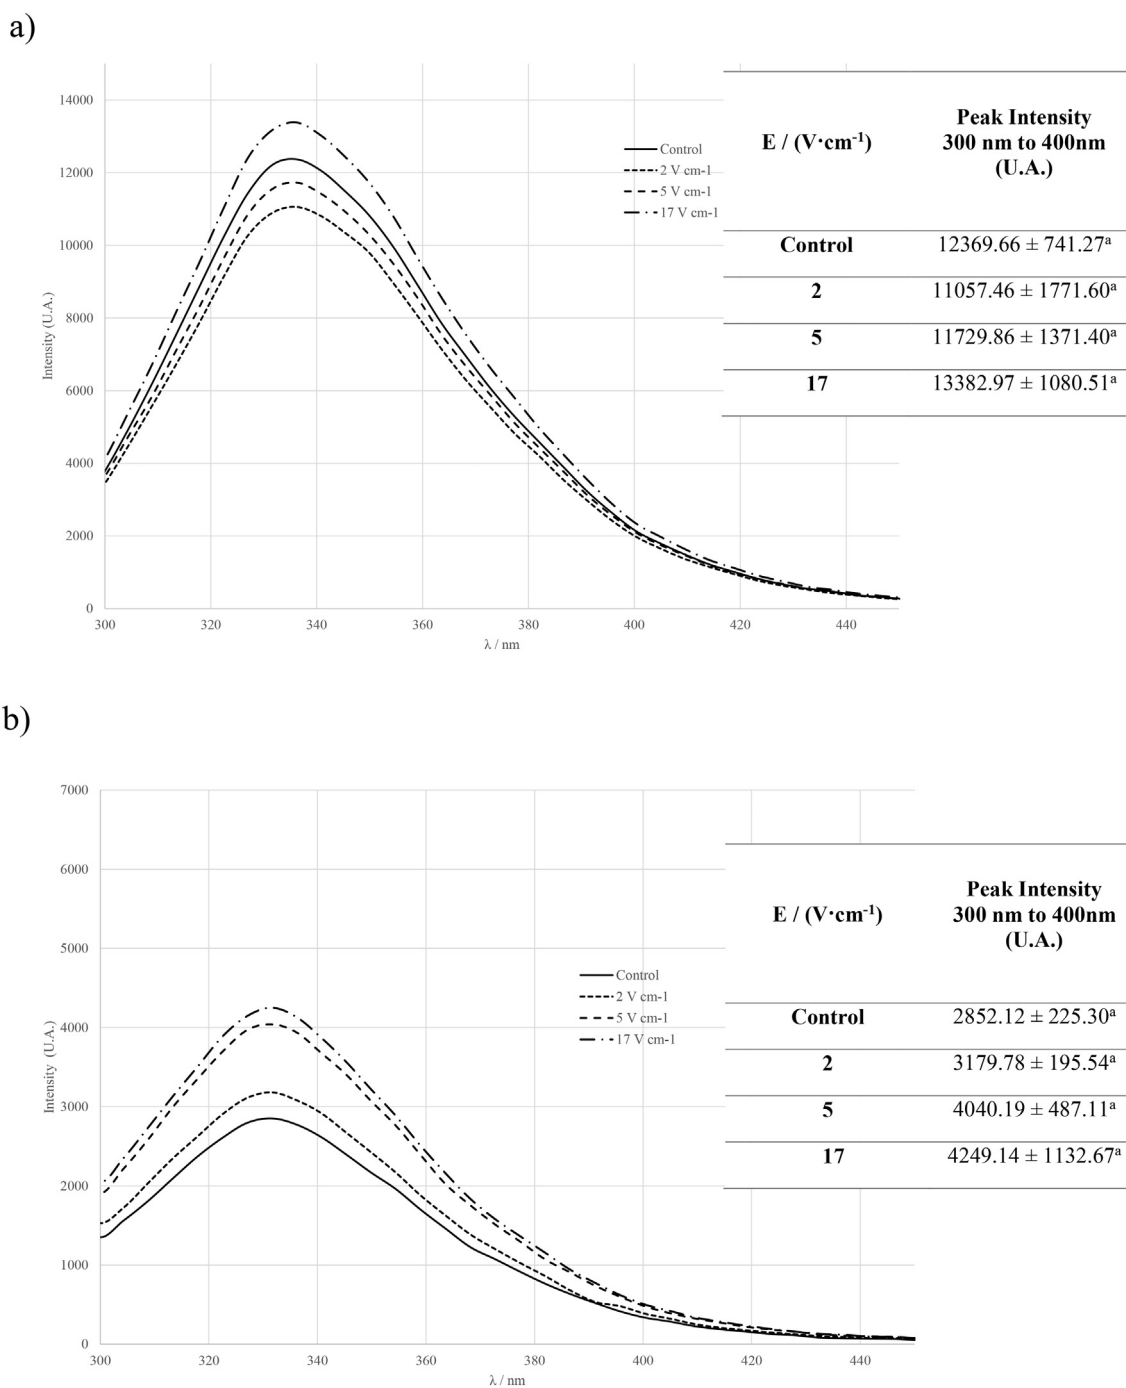 a)
14000
12000
10000
8000
6000
4000
2000
0
Intensity (U.A.)
300 320 340 360 380 400 420 440
λ / nm
Control
2 V cm-1
5 V cm-1
17 V cm-1
E / (V·cm⁻¹)
Peak Intensity
300 nm to 400nm
(U.A.)
Control 12369.66 ± 741.27ᵃ
2 11057.46 ± 1771.60ᵃ
5 11729.86 ± 1371.40ᵃ
17 13382.97 ± 1080.51ᵃ
b)
7000
6000
5000
4000
3000
2000
1000
0
Intensity (U.A.)
300 320 340 360 380 400 420 440
λ / nm
Control
2 V cm-1
5 V cm-1
17 V cm-1
E / (V·cm⁻¹)
Peak Intensity
300 nm to 400nm
(U.A.)
Control 2852.12 ± 225.30ᵃ
2 3179.78 ± 195.54ᵃ
5 4040.19 ± 487.11ᵃ
17 4249.14 ± 1132.67ᵃ